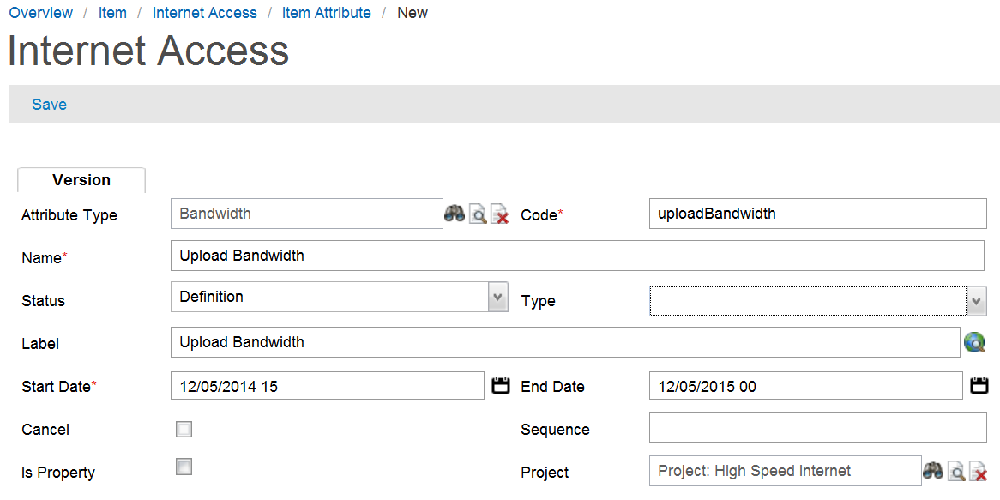 Overview / Item / Internet Access / Item Attribute / New
Internet Access
Save
Version
Attribute Type Bandwidth Code* uploadBandwidth
Name* Upload Bandwidth
Status Definition Type
Label Upload Bandwidth
Start Date* 12/05/2014 15 End Date 12/05/2015 00
Cancel Sequence
Is Property Project Project: High Speed Internet